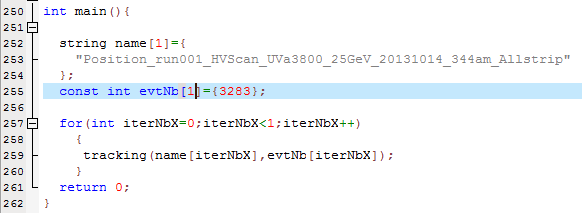 250 int main(){
251
252 string name[1]={
253 "Position_run001_HVScan_UVa3800_25GeV_20131014_344am_Allstrip"
254 };
255 const int evtNb[1]={3283};
256
257 for(int iterNbX=0;iterNbX<1;iterNbX++)
258 {
259 tracking(name[iterNbX],evtNb[iterNbX]);
260 }
261 return 0;
262 }